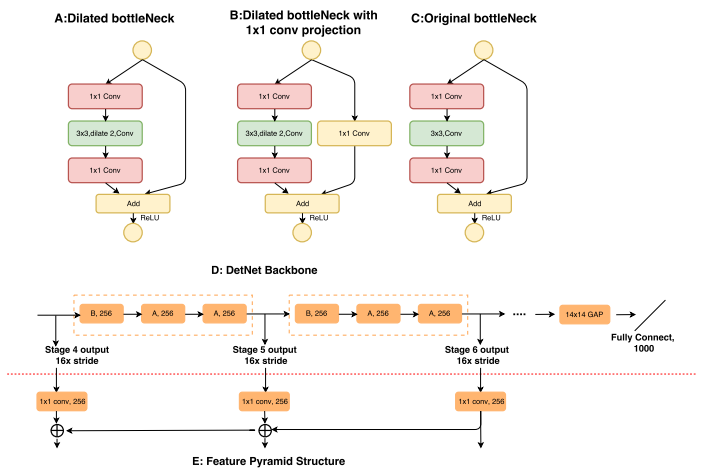 A:Dilated bottleNeck
B:Dilated bottleNeck with
1x1 conv projection
C:Original bottleNeck
1x1 Conv
3x3,dilate 2,Conv
1x1 Conv
Add
ReLU
1x1 Conv
3x3,dilate 2,Conv
1x1 Conv
1x1 Conv
Add
ReLU
1x1 Conv
3x3,Conv
1x1 Conv
Add
ReLU
D: DetNet Backbone
B, 256
A, 256
A, 256
B, 256
A, 256
A, 256
....
14x14 GAP
Fully Connect,
1000
Stage 4 output
16x stride
Stage 5 output
16x stride
Stage 6 output
16x stride
1x1 conv, 256
1x1 conv, 256
1x1 conv, 256
E: Feature Pyramid Structure